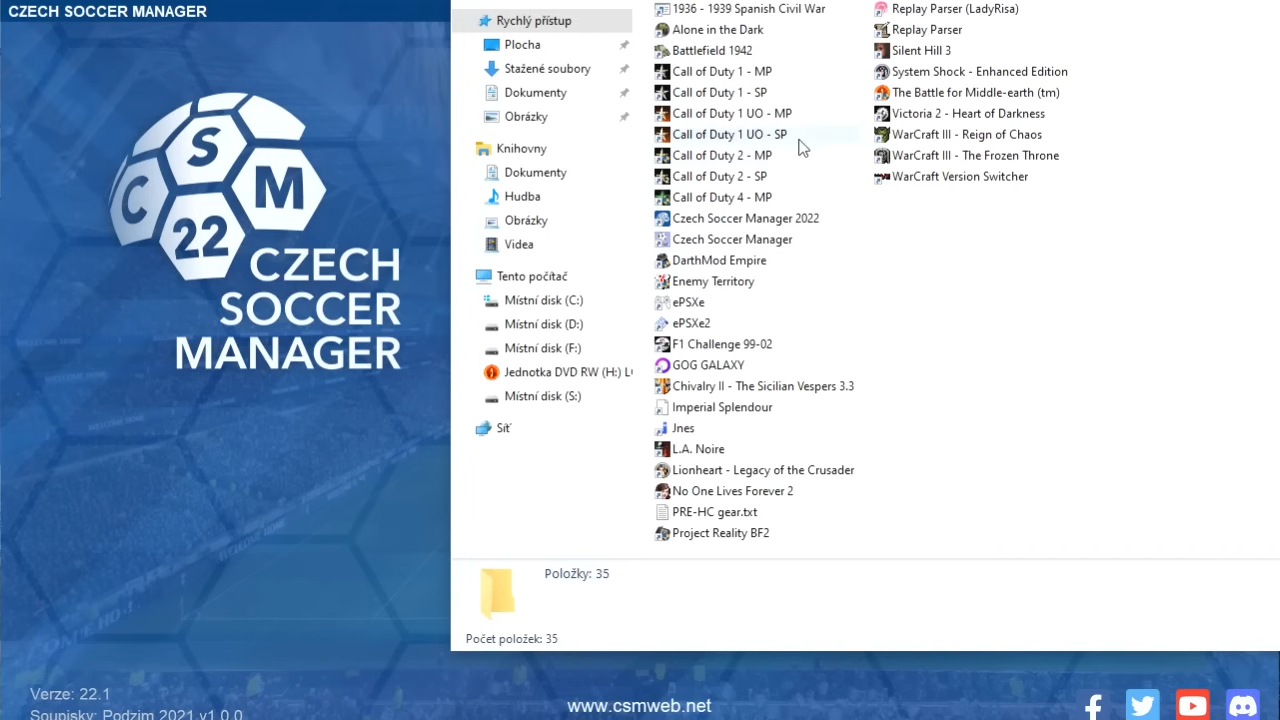 CZECH SOCCER MANAGER
C
S
M
22
CZECH
SOCCER
MANAGER
Rychlý přístup
Plocha
Stažené soubory
Dokumenty
Obrázky
Knihovny
Dokumenty
Hudba
Obrázky
Videa
Tento počítač
Místní disk (C:)
Místní disk (D:)
Místní disk (F:)
Jednotka DVD RW (H:)
Místní disk (S:)
Síť
1936 - 1939 Spanish Civil War
Alone in the Dark
Battlefield 1942
Call of Duty 1 - MP
Call of Duty 1 - SP
Call of Duty 1 UO - MP
Call of Duty 1 UO - SP
Call of Duty 2 - MP
Call of Duty 2 - SP
Call of Duty 4 - MP
Czech Soccer Manager 2022
Czech Soccer Manager
DarthMod Empire
Enemy Territory
ePSXe
ePSXe2
F1 Challenge 99-02
GOG GALAXY
Chivalry II - The Sicilian Vespers 3.3
Imperial Splendour
Jnes
L.A. Noire
Lionheart - Legacy of the Crusader
No One Lives Forever 2
PRE-HC gear.txt
Project Reality BF2
Replay Parser (LadyRisa)
Replay Parser
Silent Hill 3
System Shock - Enhanced Edition
The Battle for Middle-earth (tm)
Victoria 2 - Heart of Darkness
WarCraft III - Reign of Chaos
WarCraft III - The Frozen Throne
WarCraft Version Switcher
Položky: 35
Počet položek: 35
Verze: 22.1
Soupisky: Podzim 2021 v1.0.0
www.csmweb.net